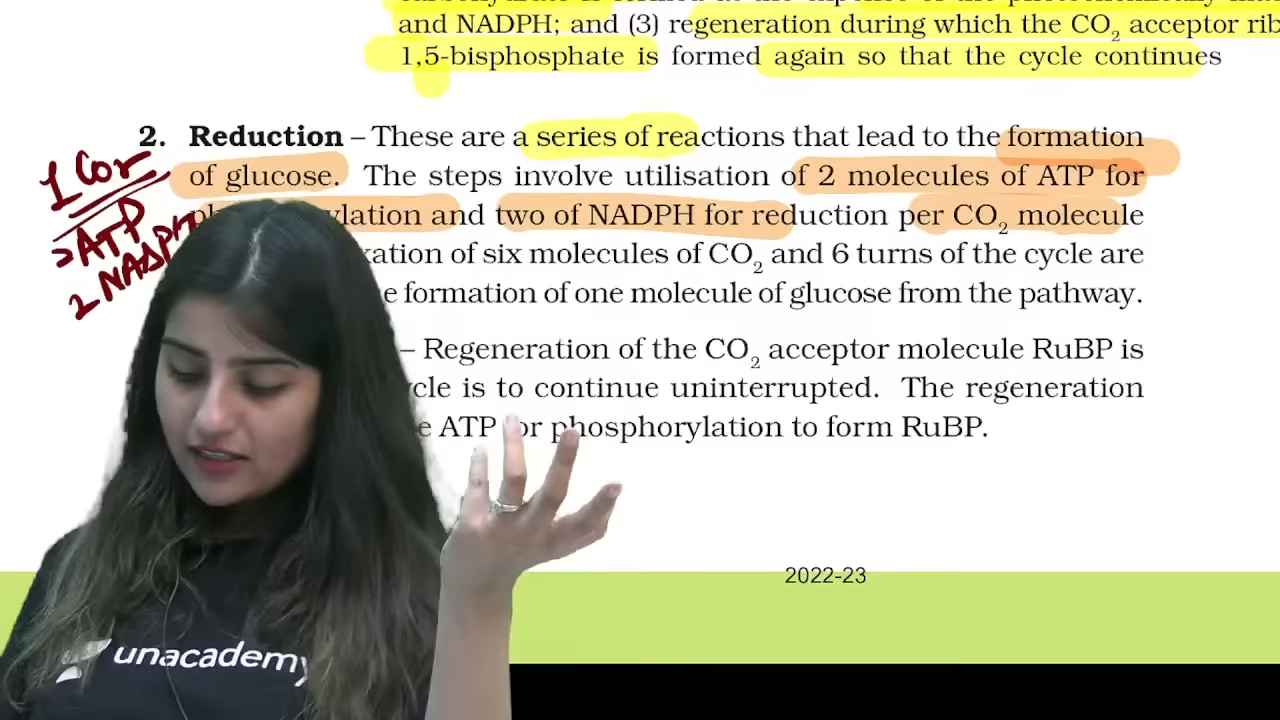 and NADPH; and (3) regeneration during which the CO₂ acceptor rib
1,5-bisphosphate is formed again so that the cycle continues
2. Reduction – These are a series of reactions that lead to the formation
of glucose. The steps involve utilisation of 2 molecules of ATP for
ylation and two of NADPH for reduction per CO₂ molecule
xation of six molecules of CO₂ and 6 turns of the cycle are
e formation of one molecule of glucose from the pathway.
– Regeneration of the CO₂ acceptor molecule RuBP is
cle is to continue uninterrupted. The regeneration
e ATP for phosphorylation to form RuBP.
1 CO₂
2 ATP
2 NADPH
2022-23
unacademy